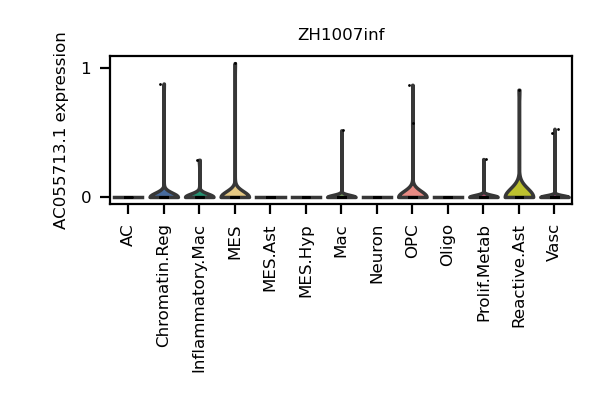 ZH1007inf
AC055713.1 expression
1
0
AC
Chromatin.Reg
Inflammatory.Mac
MES
MES.Ast
MES.Hyp
Mac
Neuron
OPC
Oligo
Prolif.Metab
Reactive.Ast
Vasc